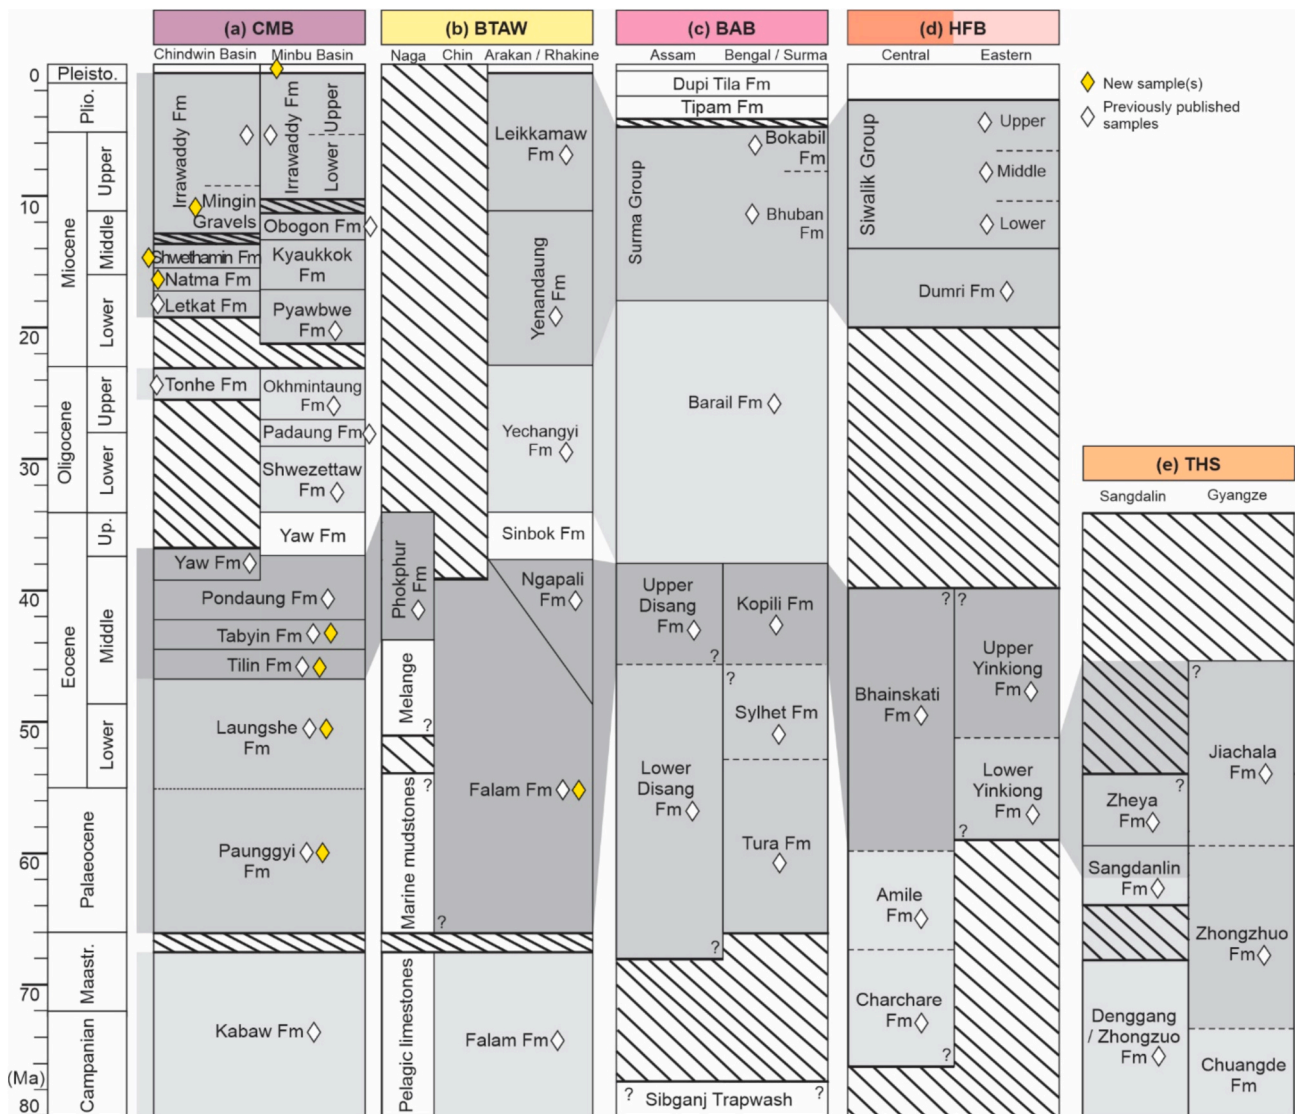 (a) CMB
(b) BTAW
(c) BAB
(d) HFB
Chindwin Basin
Minbu Basin
Naga
Chin
Arakan / Rhakine
Assam
Bengal / Surma
Central
Eastern
New sample(s)
Previously published
samples
0
10
20
30
40
50
60
70
(Ma)
80
Pleisto.
Plio.
Miocene
Upper
Middle
Lower
Oligocene
Upper
Lower
Eocene
Up.
Middle
Lower
Palaeocene
Maastr.
Campanian
Irrawaddy Fm
Mingin
Gravels
Shwethamin Fm
Natma Fm
Letkat Fm
Tonhe Fm
Yaw Fm
Irrawaddy Fm
Upper
Lower
Obogon Fm
Kyaukkok
Fm
Pyawbwe
Fm
Okhmintaung
Fm
Padaung Fm
Shwezettaw
Fm
Yaw Fm
Pondaung Fm
Tabyin Fm
Tilin Fm
Laungshe
Fm
Paunggyi
Fm
Kabaw Fm
Phokphur
Fm
Melange
?
?
Marine mudstones
Pelagic limestones
Leikkamaw
Fm
Yenandaung
Fm
Yechangyi
Fm
Sinbok Fm
Ngapali
Fm
Falam Fm
?
Falam Fm
Dupi Tila Fm
Tipam Fm
Surma Group
Bokabil
Fm
Bhuban
Fm
Barail Fm
Upper
Disang
Fm
?
Kopili Fm
?
Sylhet Fm
Lower
Disang
Fm
?
Tura Fm
?
Sibganj Trapwash
?
Siwalik Group
Upper
Middle
Lower
Dumri Fm
?
?
Bhainskati
Fm
Upper
Yinkiong
Fm
Lower
Yinkiong
Fm
?
Amile
Fm
Charchare
Fm
?
(e) THS
Sangdalin
Gyangze
?
Jiachala
Fm
?
Zheya
Fm
Sangdanlin
Fm
Zhongzhuo
Fm
Denggang
/ Zhongzuo
Fm
Chuangde
Fm